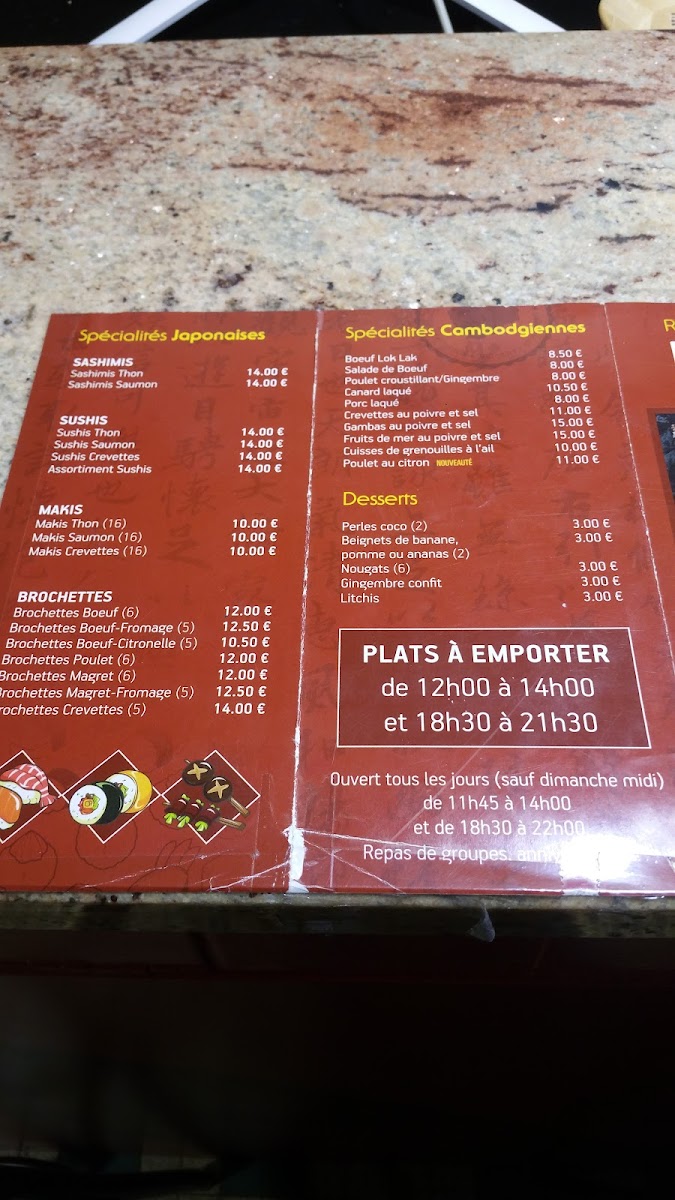 Spécialités Japonaises
SASHIMIS
Sashimis Thon 14.00 €
Sashimis Saumon 14.00 €
SUSHIS
Sushis Thon 14.00 €
Sushis Saumon 14.00 €
Sushis Crevettes 14.00 €
Assortiment Sushis 14.00 €
MAKIS
Makis Thon (16) 10.00 €
Makis Saumon (16) 10.00 €
Makis Crevettes (16) 10.00 €
BROCHETTES
Brochettes Boeuf (6) 12.00 €
Brochettes Boeuf-Fromage (5) 12.50 €
Brochettes Boeuf-Citronelle (5) 10.50 €
Brochettes Poulet (6) 12.00 €
Brochettes Magret (6) 12.00 €
Brochettes Magret-Fromage (5) 12.50 €
rochettes Crevettes (5) 14.00 €
Spécialités Cambodgiennes
Boeuf Lok Lak 8.50 €
Salade de Boeuf 8.00 €
Poulet croustillant/Gingembre 8.00 €
Canard laqué 10.50 €
Porc laqué 8.00 €
Crevettes au poivre et sel 11.00 €
Gambas au poivre et sel 15.00 €
Fruits de mer au poivre et sel 15.00 €
Cuisses de grenouilles à l'ail 10.00 €
Poulet au citron NOUVEAUTÉ 11.00 €
Desserts
Perles coco (2) 3.00 €
Beignets de banane, 3.00 €
pomme ou ananas (2)
Nougats (6) 3.00 €
Gingembre confit 3.00 €
Litchis 3.00 €
PLATS À EMPORTER
de 12h00 à 14h00
et 18h30 à 21h30
Ouvert tous les jours (sauf dimanche midi)
de 11h45 à 14h00
et de 18h30 à 22h00
Repas de groupes,